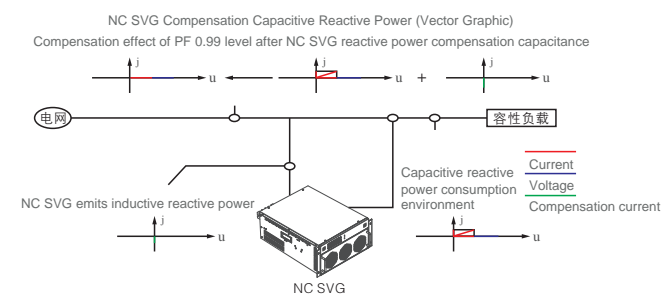 NC SVG Compensation Capacitive Reactive Power (Vector Graphic)
Compensation effect of PF 0.99 level after NC SVG reactive power compensation capacitance
j
u
j
u
+
j
u
电网
容性负载
NC SVG emits inductive reactive power
j
u
Capacitive reactive
power consumption
environment
j
u
Current
Voltage
Compensation current
NC SVG